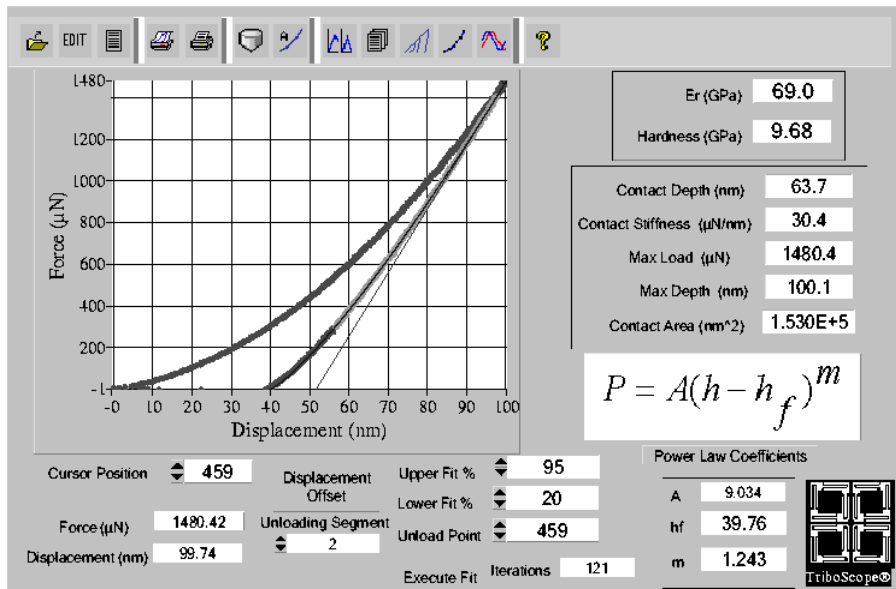 EDIT
A
?
1480
1200
1000
800
600
400
200
-1
Force (µN)
-0 10 20 30 40 50 60 70 80 90 100
Displacement (nm)
Er (GPa) 69.0
Hardness (GPa) 9.68
Contact Depth (nm) 63.7
Contact Stiffness (µN/nm) 30.4
Max Load (µN) 1480.4
Max Depth (nm) 100.1
Contact Area (nm^2) 1.530E+5
P = A(h - h_f)^m
Cursor Position 459
Force (µN) 1480.42
Displacement (nm) 99.74
Displacement
Offset
Unloading Segment
2
Upper Fit % 95
Lower Fit % 20
Unload Point 459
Execute Fit Iterations 121
Power Law Coefficients
A 9.034
hf 39.76
m 1.243
TriboScope®